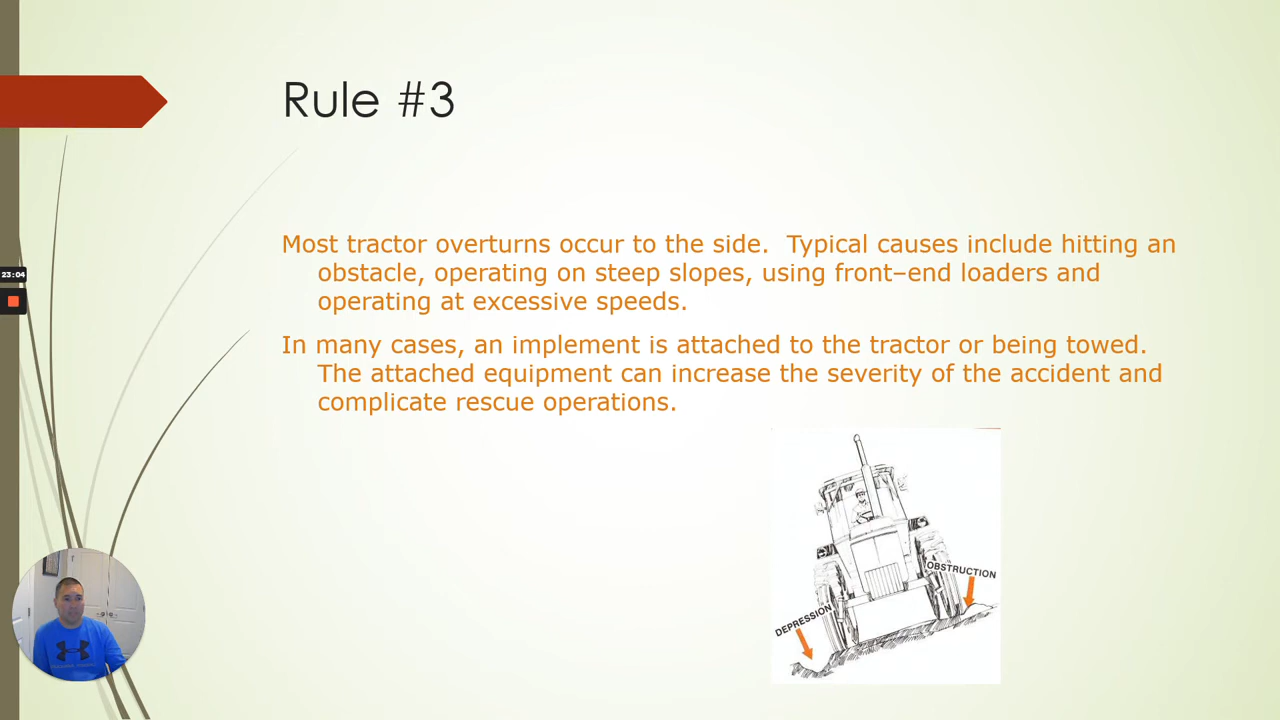 Rule #3
Most tractor overturns occur to the side.  Typical causes include hitting an
obstacle, operating on steep slopes, using front–end loaders and
operating at excessive speeds.
In many cases, an implement is attached to the tractor or being towed.
The attached equipment can increase the severity of the accident and
complicate rescue operations.
23:04
OBSTRUCTION
DEPRESSION
UNDER ARMOUR